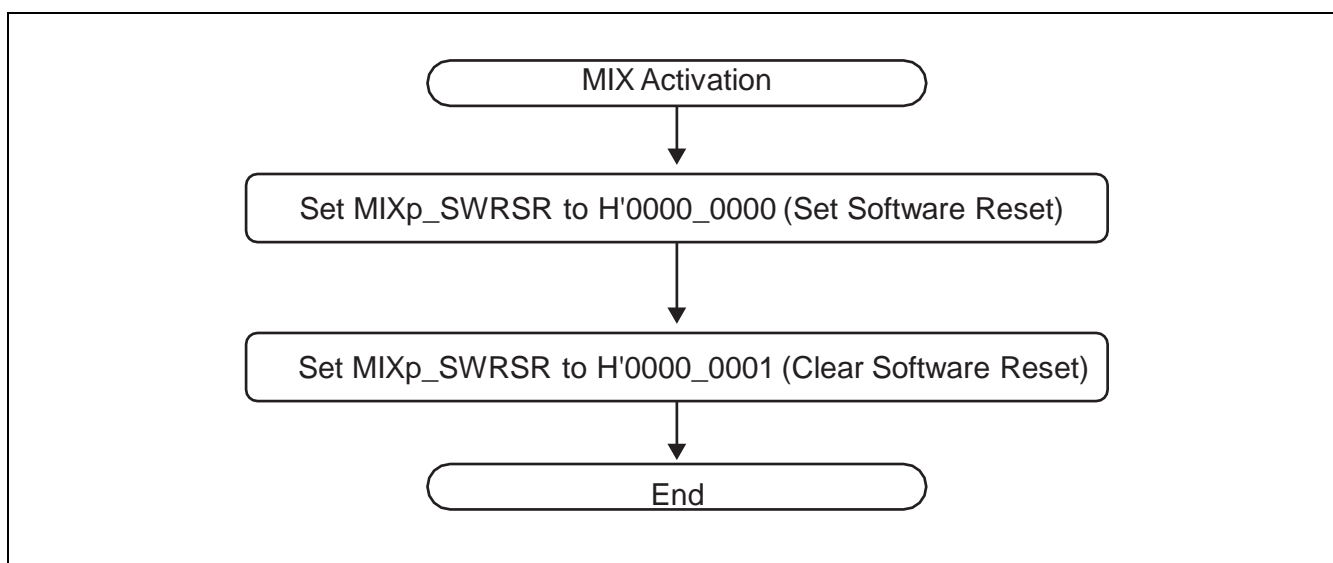 MIX Activation
Set MIXp_SWRSR to H'0000_0000 (Set Software Reset)
Set MIXp_SWRSR to H'0000_0001 (Clear Software Reset)
End